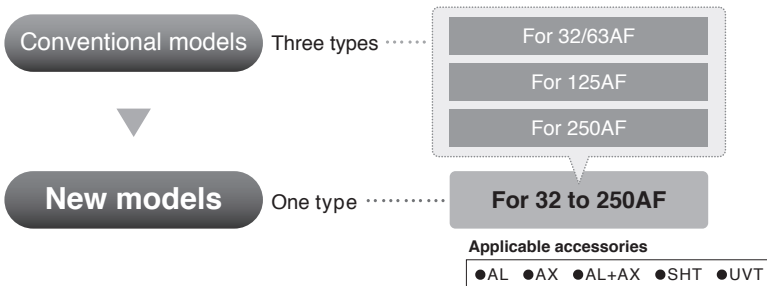 Conventional models Three types ······ For 32/63AF
For 125AF
For 250AF
New models One type ·········· For 32 to 250AF
Applicable accessories
●AL ●AX ●AL+AX ●SHT ●UVT